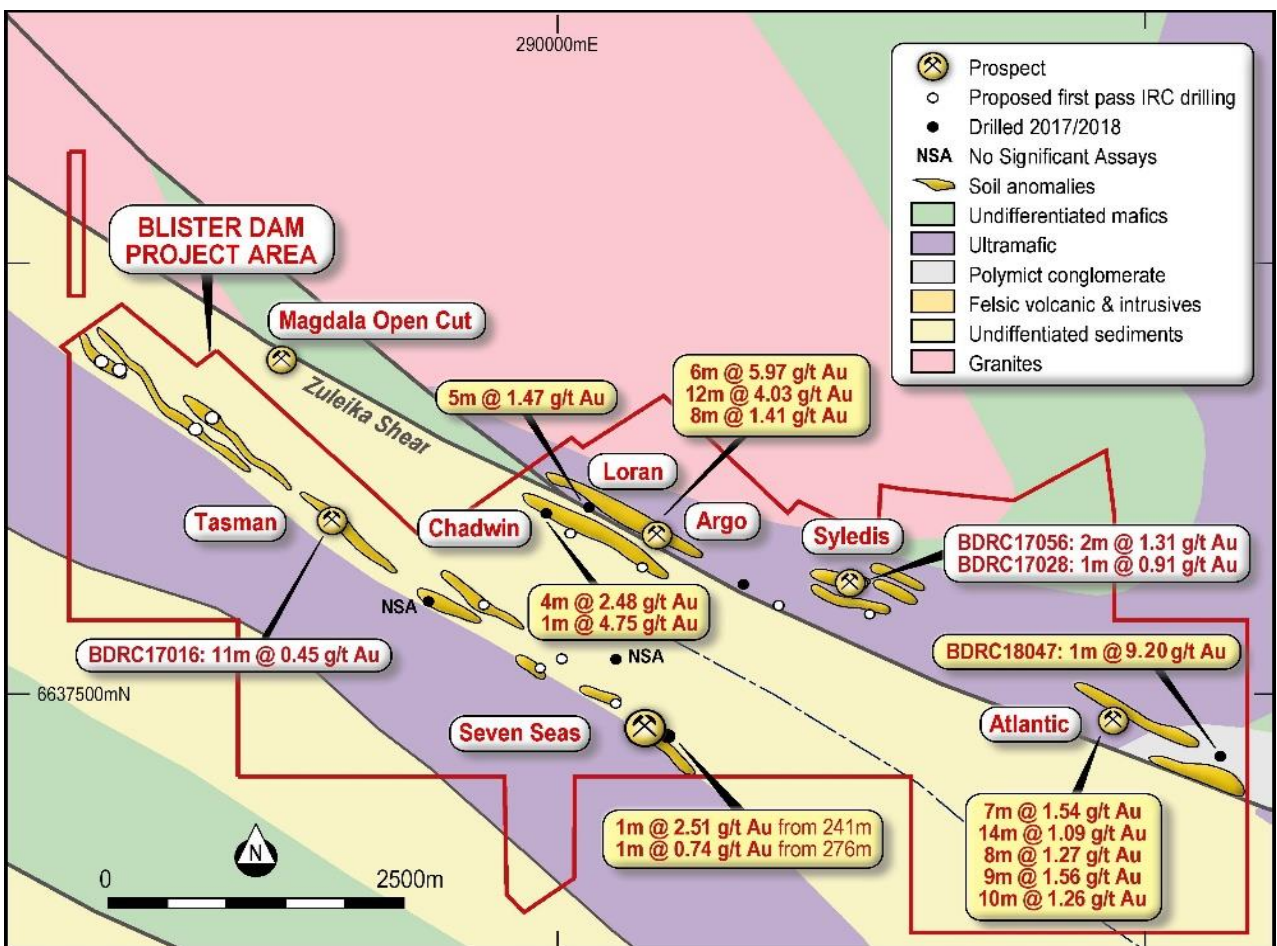 290000mE
Prospect
Proposed first pass IRC drilling
Drilled 2017/2018
NSA No Significant Assays
Soil anomalies
Undifferentiated mafics
Ultramafic
Polymict conglomerate
Felsic volcanic & intrusives
Undiffentiated sediments
Granites
BLISTER DAM
PROJECT AREA
Magdala Open Cut
Zuleika Shear
5m @ 1.47 g/t Au
6m @ 5.97 g/t Au
12m @ 4.03 g/t Au
8m @ 1.41 g/t Au
Loran
Tasman
Chadwin
Argo
Syledis
BDRC17056: 2m @ 1.31 g/t Au
BDRC17028: 1m @ 0.91 g/t Au
NSA
4m @ 2.48 g/t Au
1m @ 4.75 g/t Au
BDRC17016: 11m @ 0.45 g/t Au
NSA
BDRC18047: 1m @ 9.20 g/t Au
6637500mN
Seven Seas
Atlantic
1m @ 2.51 g/t Au from 241m
1m @ 0.74 g/t Au from 276m
7m @ 1.54 g/t Au
14m @ 1.09 g/t Au
8m @ 1.27 g/t Au
9m @ 1.56 g/t Au
10m @ 1.26 g/t Au
N
0 2500m